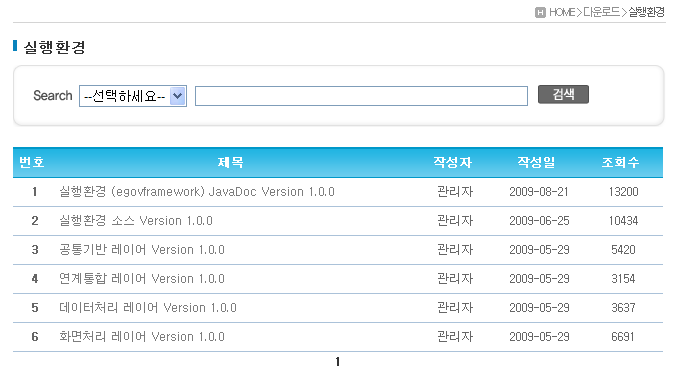 H HOME > 다운로드 > 실행환경
실행환경
Search --선택하세요-- 검색
번호 제목 작성자 작성일 조회수
1 실행환경 (egovframework) JavaDoc Version 1.0.0 관리자 2009-08-21 13200
2 실행환경 소스 Version 1.0.0 관리자 2009-06-25 10434
3 공통기반 레이어 Version 1.0.0 관리자 2009-05-29 5420
4 연계통합 레이어 Version 1.0.0 관리자 2009-05-29 3154
5 데이터처리 레이어 Version 1.0.0 관리자 2009-05-29 3637
6 화면처리 레이어 Version 1.0.0 관리자 2009-05-29 6691
1